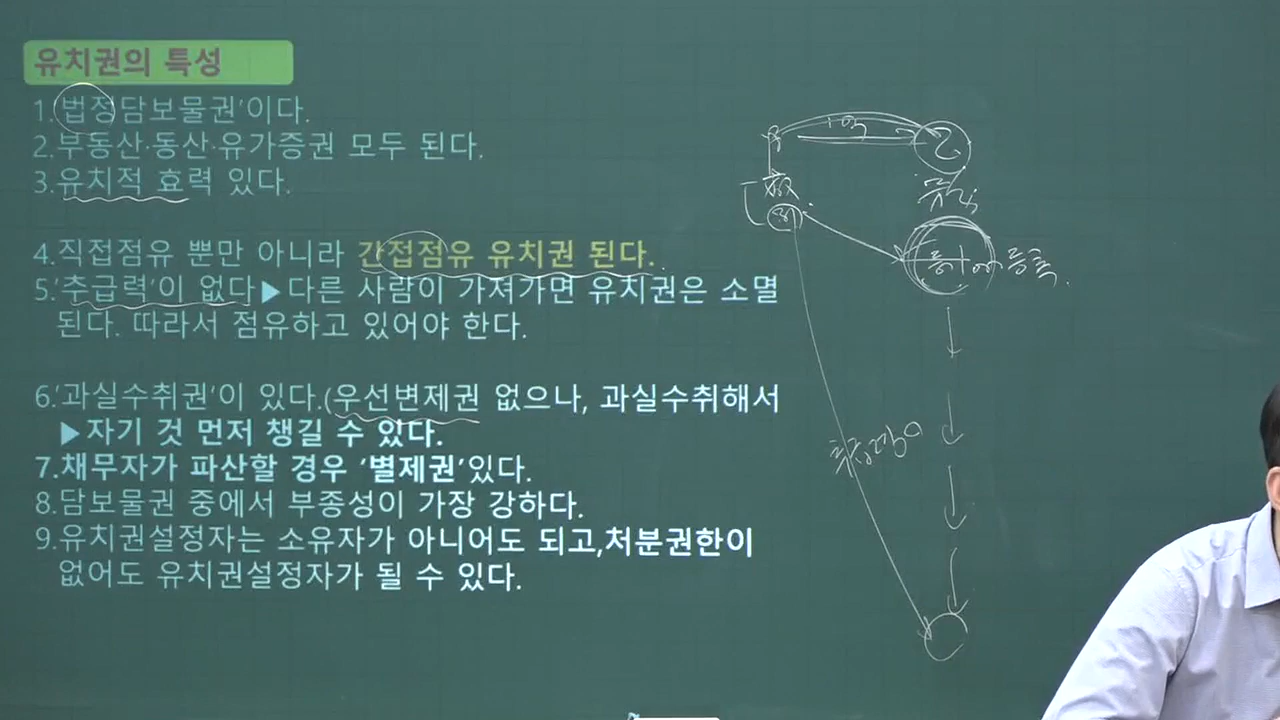 유치권의 특성
1.'법정담보물권'이다.
2.부동산·동산·유가증권 모두 된다.
3.유치적 효력 있다.
4.직접점유 뿐만 아니라 간접점유 유치권 된다.
5.'추급력'이 없다▶다른 사람이 가져가면 유치권은 소멸
된다. 따라서 점유하고 있어야 한다.
6.'과실수취권'이 있다.(우선변제권 없으나, 과실수취해서
▶자기 것 먼저 챙길 수 있다.
7.채무자가 파산할 경우 '별제권'있다.
8.담보물권 중에서 부종성이 가장 강하다.
9.유치권설정자는 소유자가 아니어도 되고,처분권한이
없어도 유치권설정자가 될 수 있다.
1억
乙